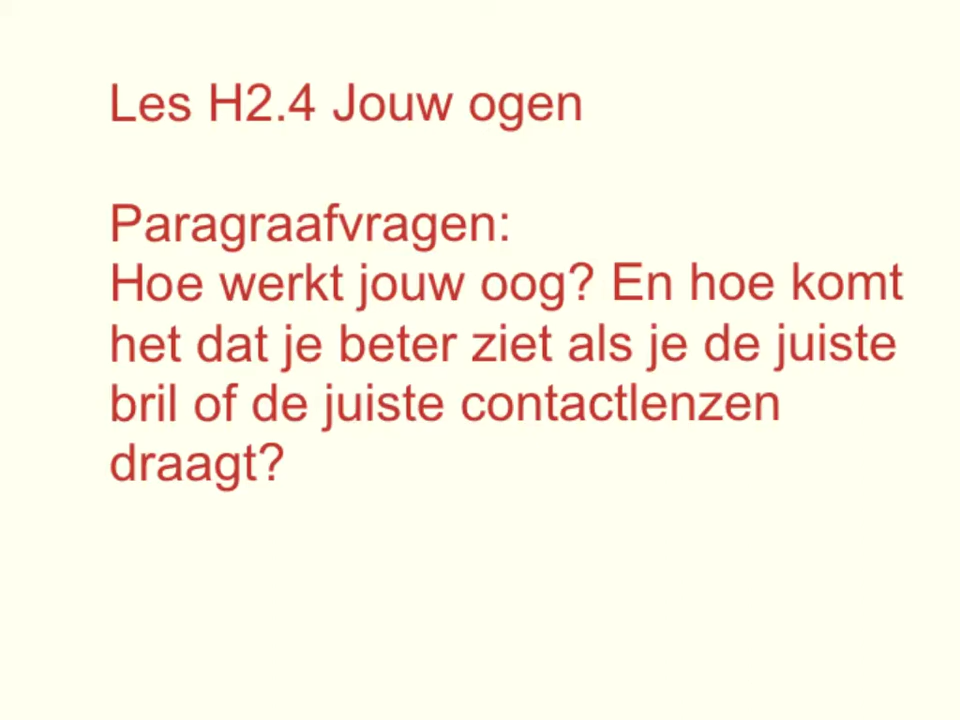 Les H2.4 Jouw ogen
Paragraafvragen:
Hoe werkt jouw oog? En hoe komt
het dat je beter ziet als je de juiste
bril of de juiste contactlenzen
draagt?